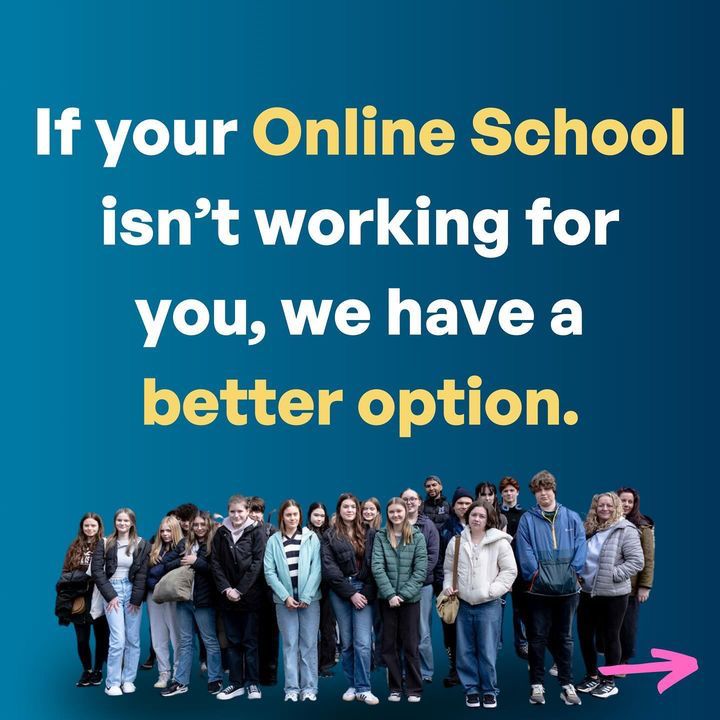 If your Online School
isn’t working for
you, we have a
better option.